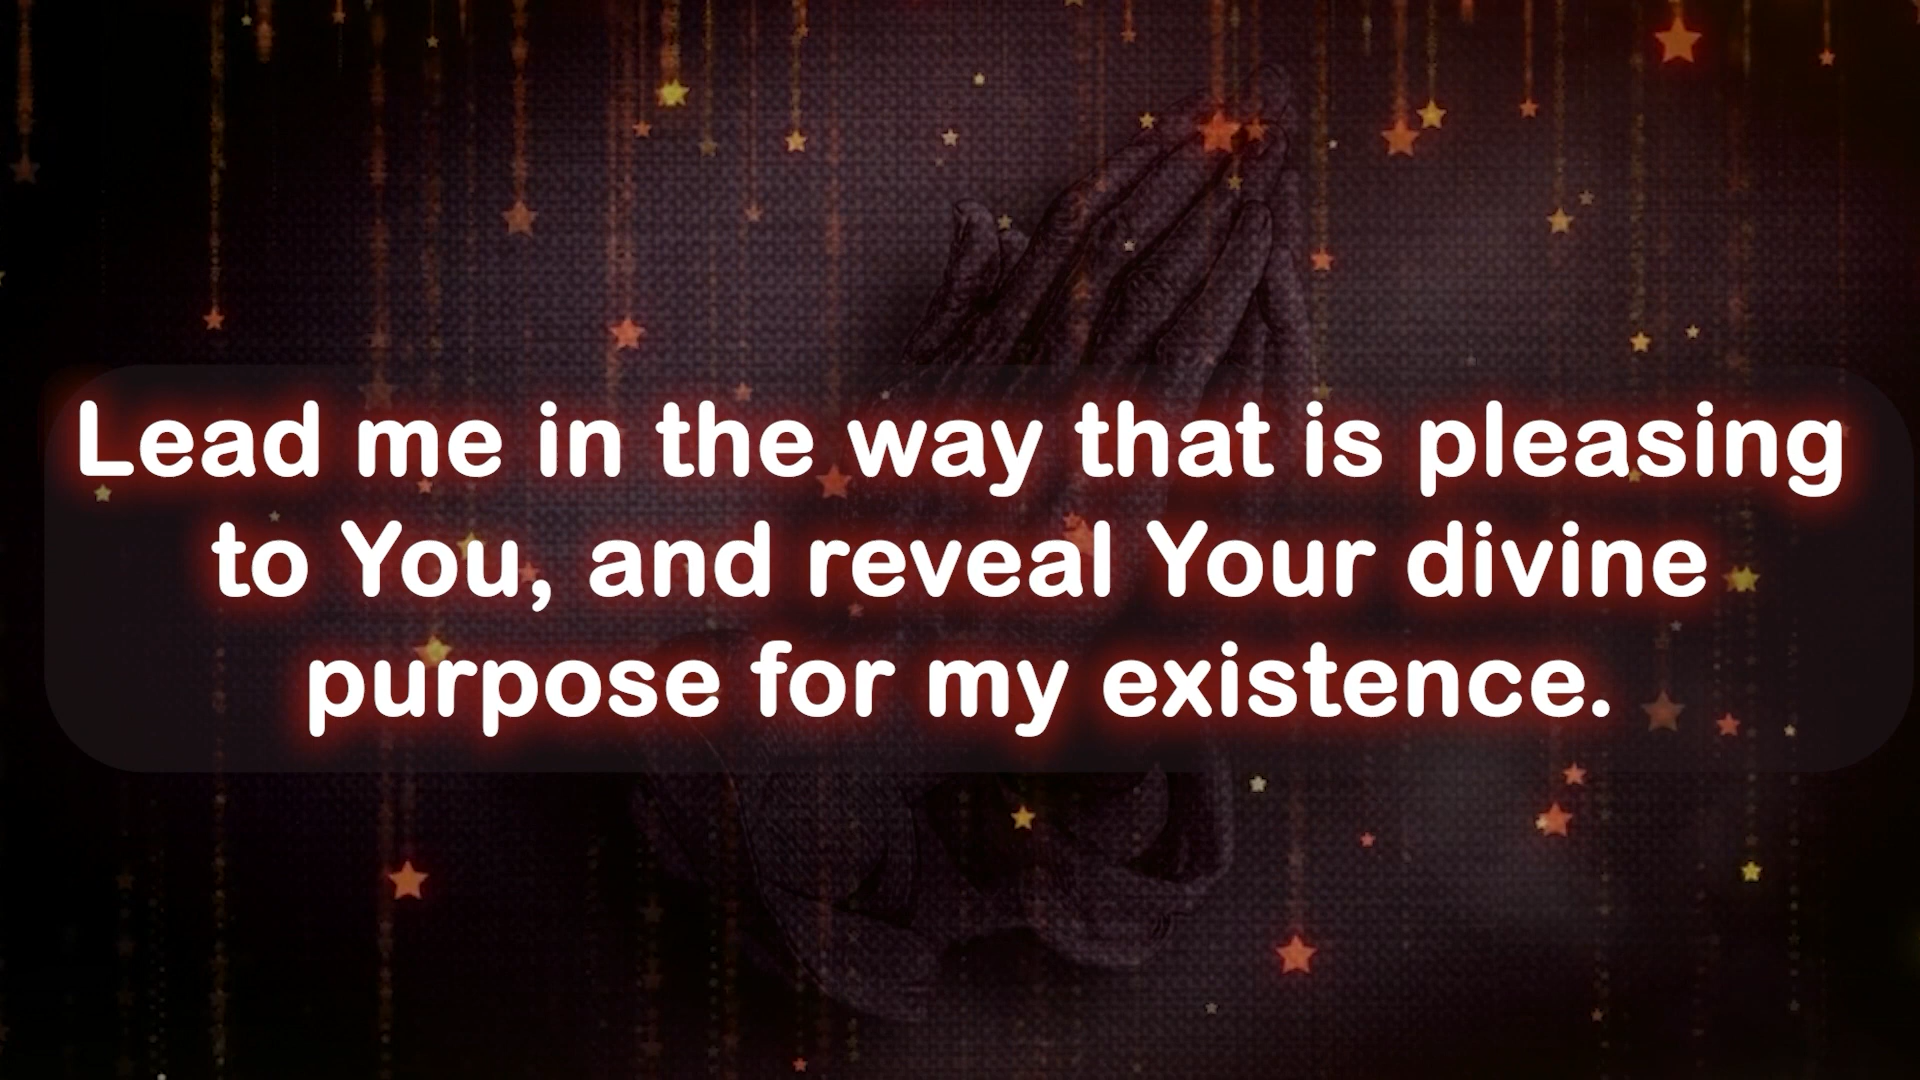 Lead me in the way that is pleasing
to You, and reveal Your divine
purpose for my existence.